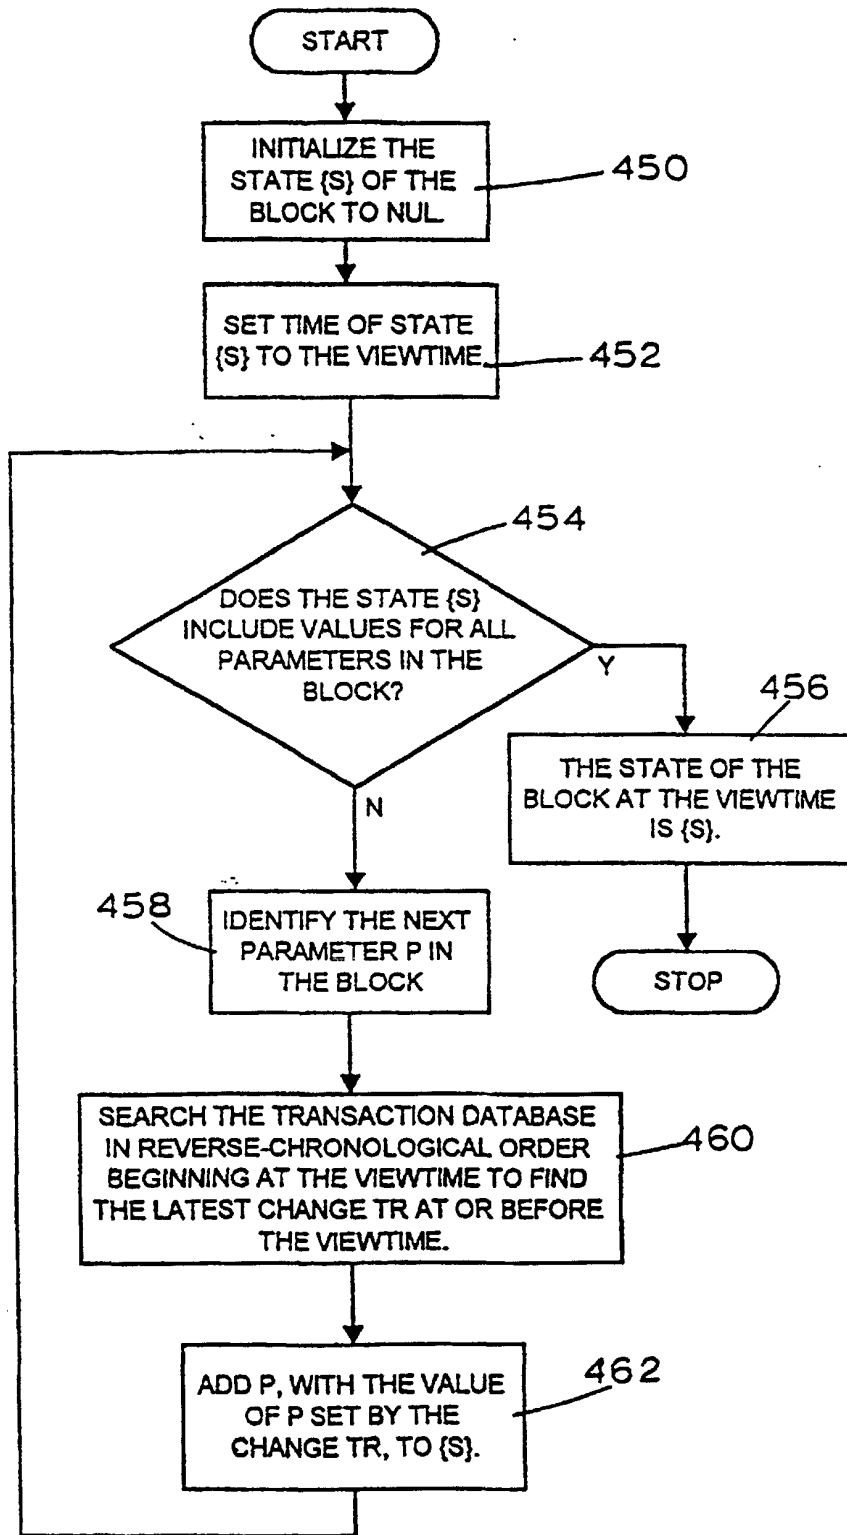 START
INITIALIZE THE
STATE {S} OF THE
BLOCK TO NUL.
450
SET TIME OF STATE
{S} TO THE VIEWTIME
452
454
DOES THE STATE {S}
INCLUDE VALUES FOR ALL
PARAMETERS IN THE
BLOCK?
Y
N
456
THE STATE OF THE
BLOCK AT THE VIEWTIME
IS {S}.
STOP
458
IDENTIFY THE NEXT
PARAMETER P IN
THE BLOCK
SEARCH THE TRANSACTION DATABASE
IN REVERSE-CHRONOLOGICAL ORDER
BEGINNING AT THE VIEWTIME TO FIND
THE LATEST CHANGE TR AT OR BEFORE
THE VIEWTIME.
460
ADD P, WITH THE VALUE
OF P SET BY THE
CHANGE TR, TO {S}.
462